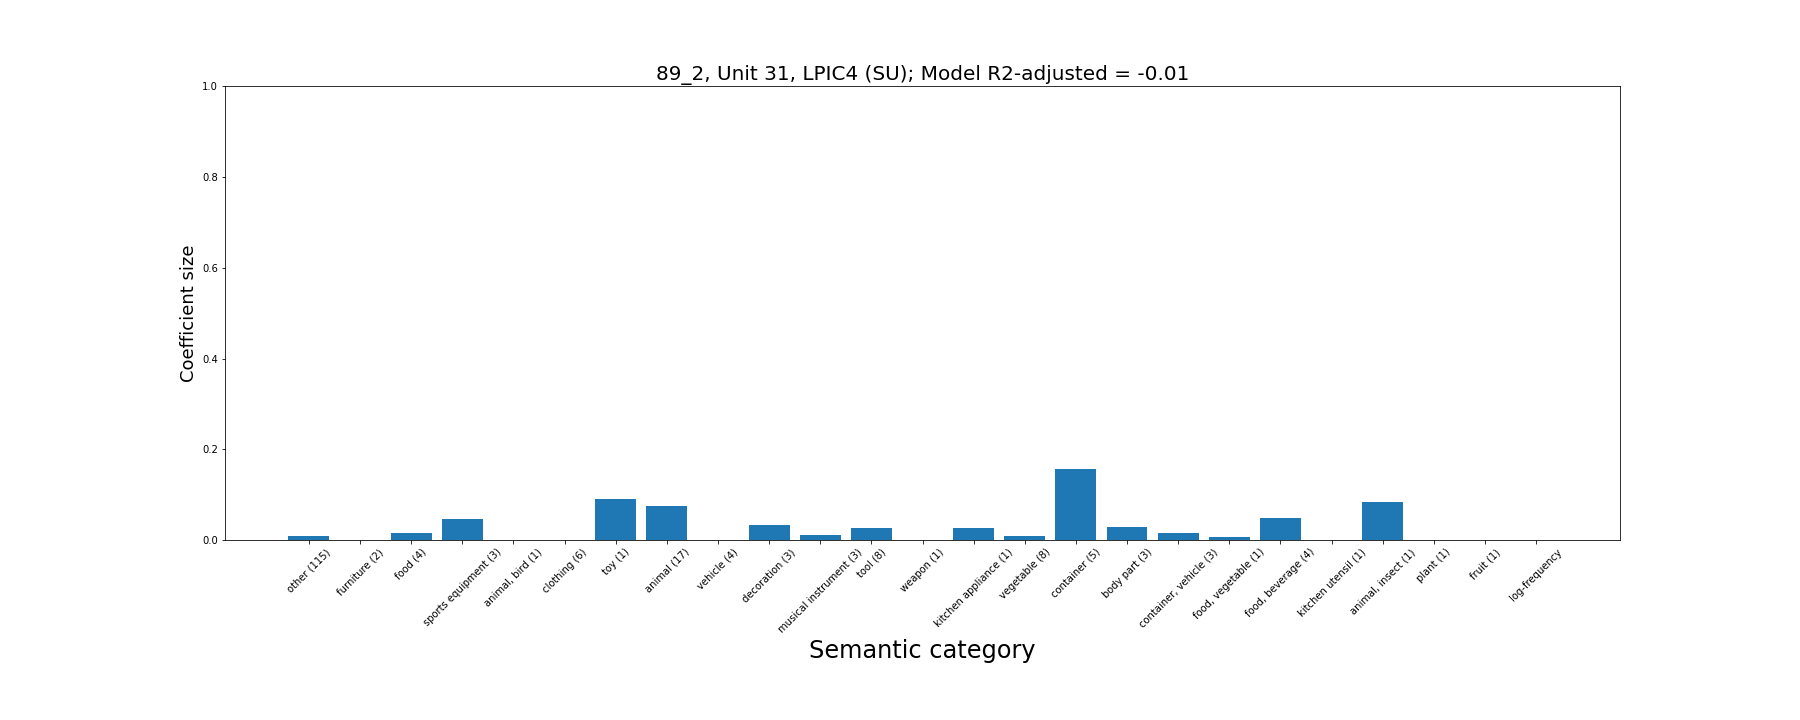 89_2, Unit 31, LPIC4 (SU); Model R2-adjusted = -0.01
1.0
0.8
0.6
0.4
0.2
0.0
Coefficient size
other (115)
furniture (2)
food (4)
sports equipment (3)
animal, bird (1)
clothing (6)
toy (1)
animal (17)
vehicle (4)
decoration (3)
musical instrument (3)
tool (8)
weapon (1)
kitchen appliance (1)
vegetable (8)
container (5)
body part (3)
container, vehicle (3)
food, vegetable (1)
food, beverage (4)
kitchen utensil (1)
animal, insect (1)
plant (1)
fruit (1)
log-frequency
Semantic category